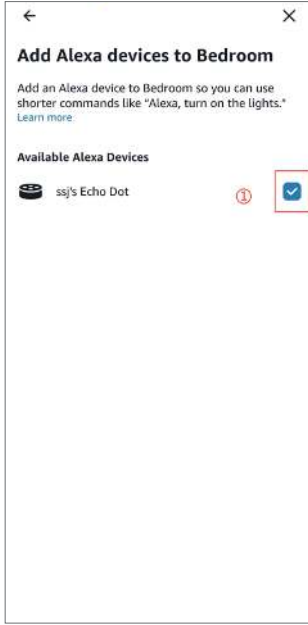 Add Alexa devices to Bedroom
Add an Alexa device to Bedroom so you can use
shorter commands like “Alexa, turn on the lights.”
Learn more
Available Alexa Devices
ssj's Echo Dot
①